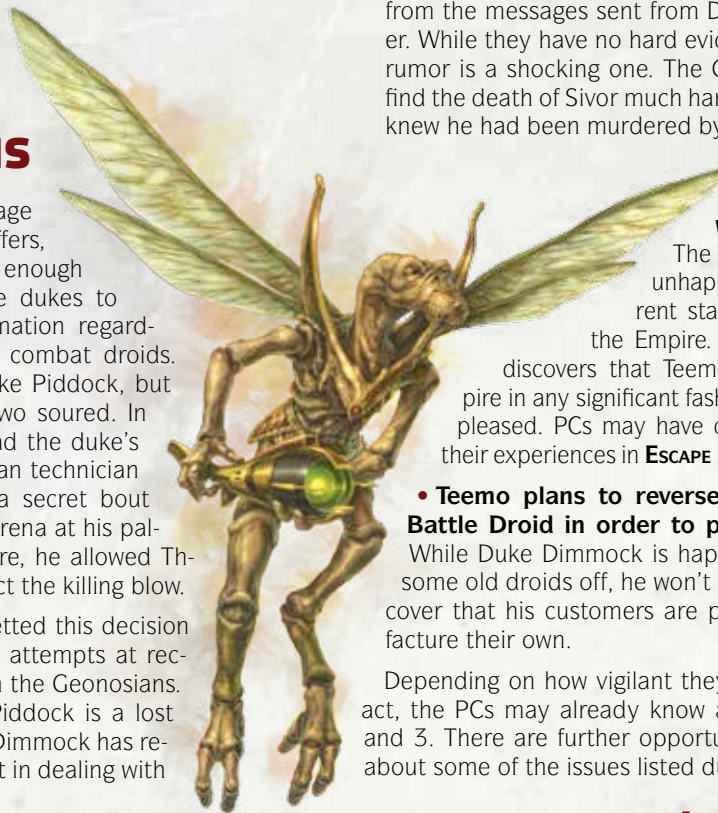 age
ffers,
enough
e dukes to
mation regard-
combat droids.
ke Piddock, but
wo soured. In
nd the duke's
an technician
a secret bout
rena at his pal-
re, he allowed Th-
ct the killing blow.
etted this decision
attempts at rec-
n the Geonosians.
Piddock is a lost
Dimmock has re-
t in dealing with
from the messages sent from D
er. While they have no hard evid
rumor is a shocking one. The G
find the death of Sivor much har
knew he had been murdered by
The
unhapp
rent sta
the Empire.
discovers that Teemo
pire in any significant fash
pleased. PCs may have d
their experiences in ESCAPE
• Teemo plans to reverse
Battle Droid in order to p
While Duke Dimmock is hap
some old droids off, he won't
cover that his customers are p
facture their own.
Depending on how vigilant they
act, the PCs may already know a
and 3. There are further opportu
about some of the issues listed du